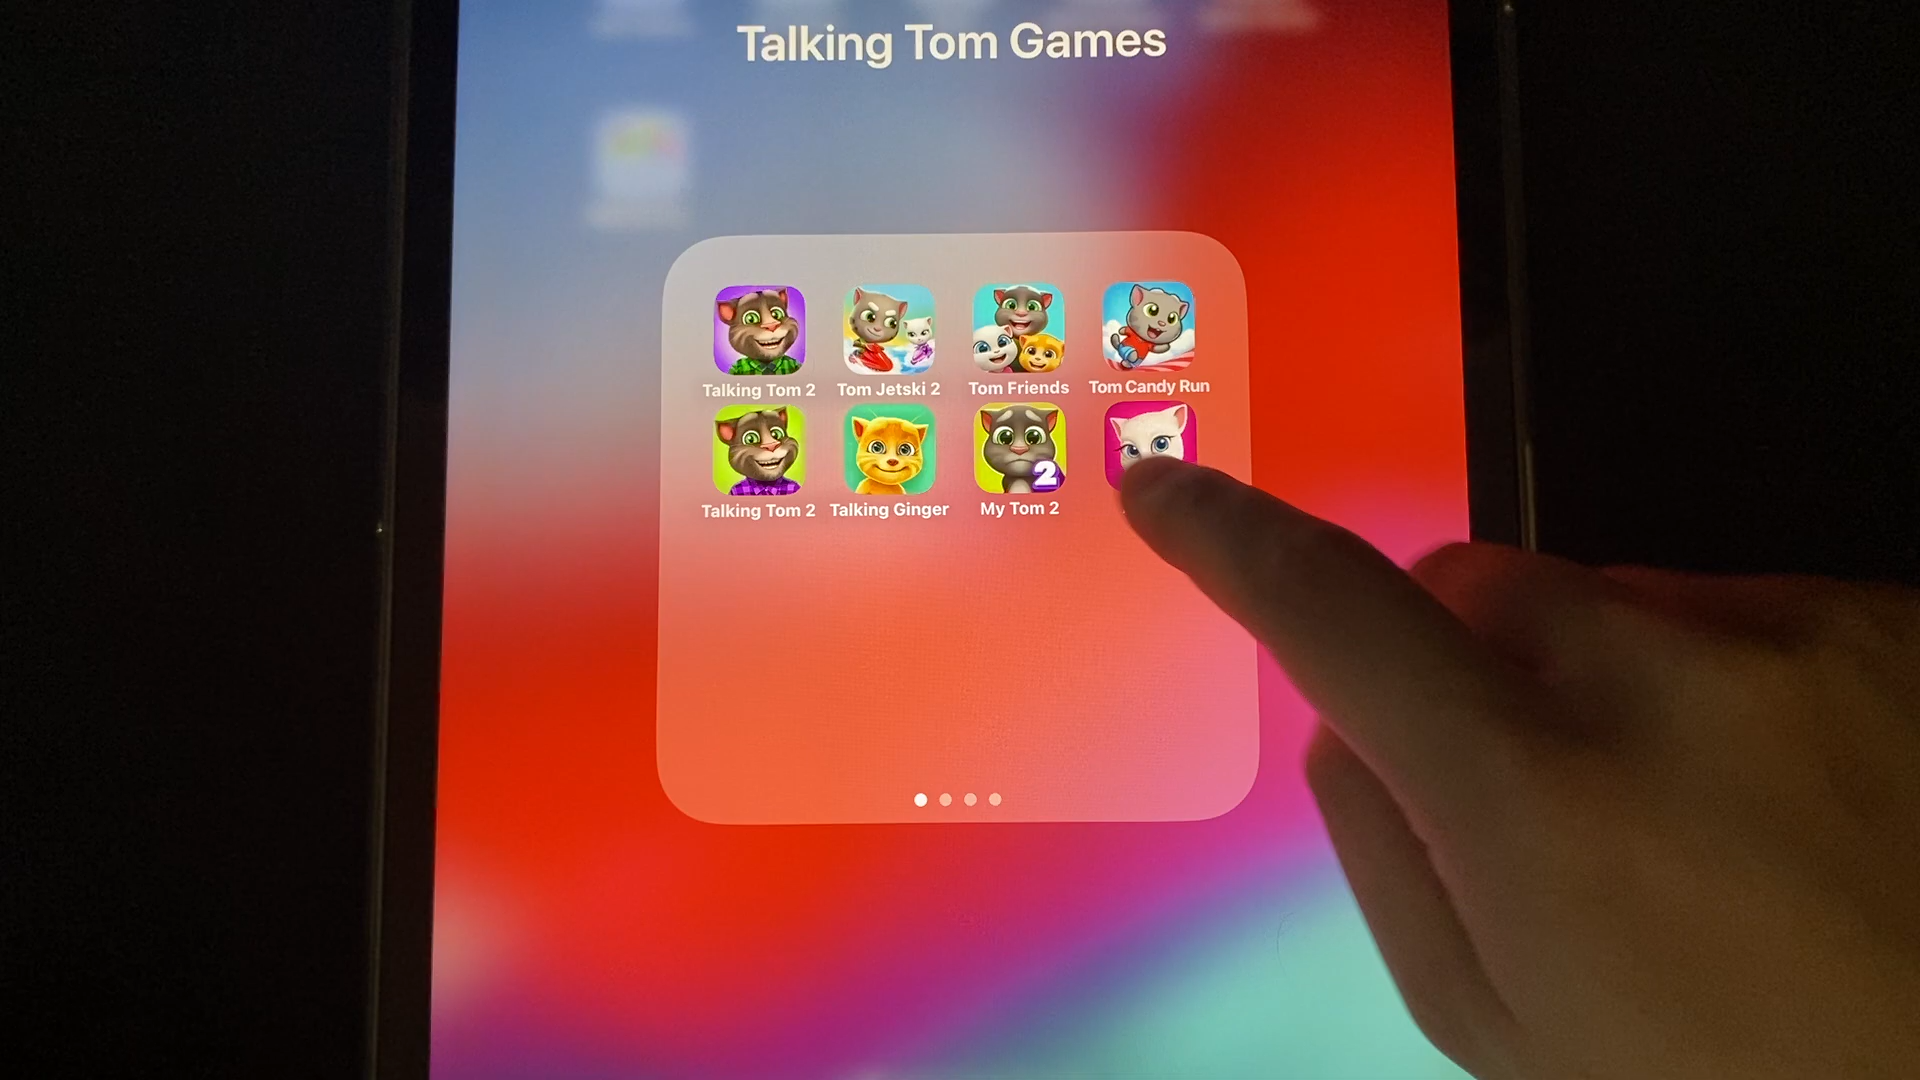 Talking Tom Games
Talking Tom 2
Tom Jetski 2
Tom Friends
Tom Candy Run
2
Talking Tom 2
Talking Ginger
My Tom 2